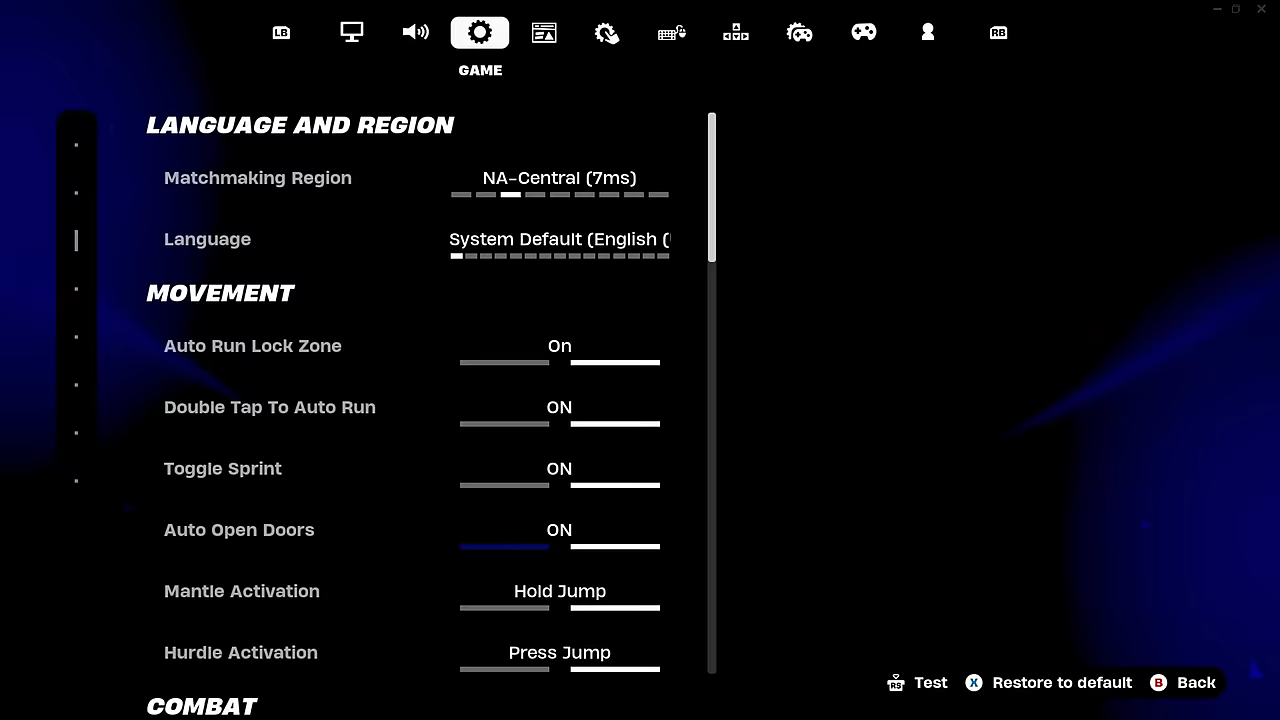 LB
RB
GAME
LANGUAGE AND REGION
Matchmaking Region
NA-Central (7ms)
Language
System Default (English (
MOVEMENT
Auto Run Lock Zone
On
Double Tap To Auto Run
ON
Toggle Sprint
ON
Auto Open Doors
ON
Mantle Activation
Hold Jump
Hurdle Activation
Press Jump
COMBAT
RS Test X Restore to default B Back